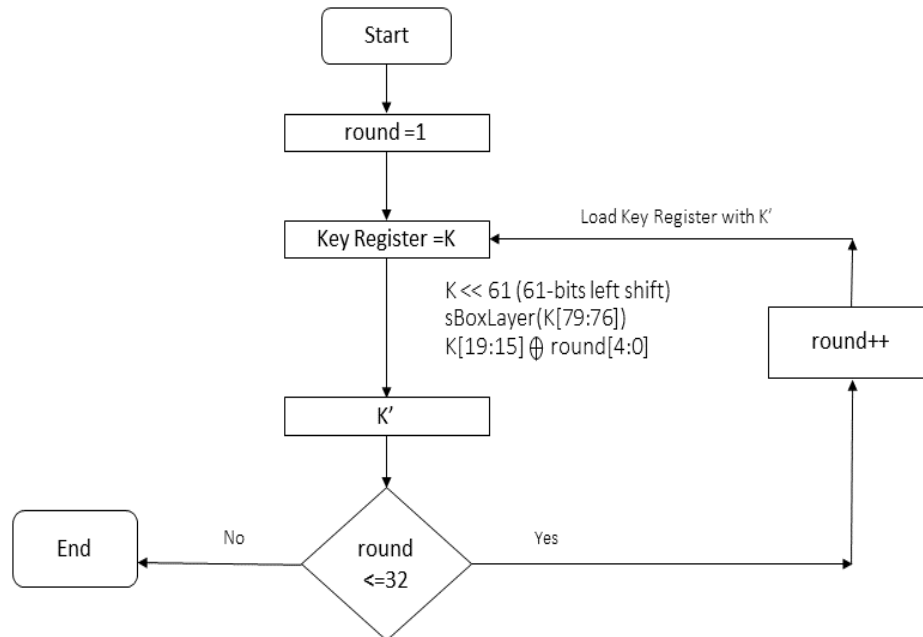 Start
round =1
Load Key Register with K’
Key Register =K
K << 61 (61-bits left shift)
sBoxLayer(K[79:76])
K[19:15] ⊕ round[4:0]
round++
K’
No
Yes
End
round
<=32